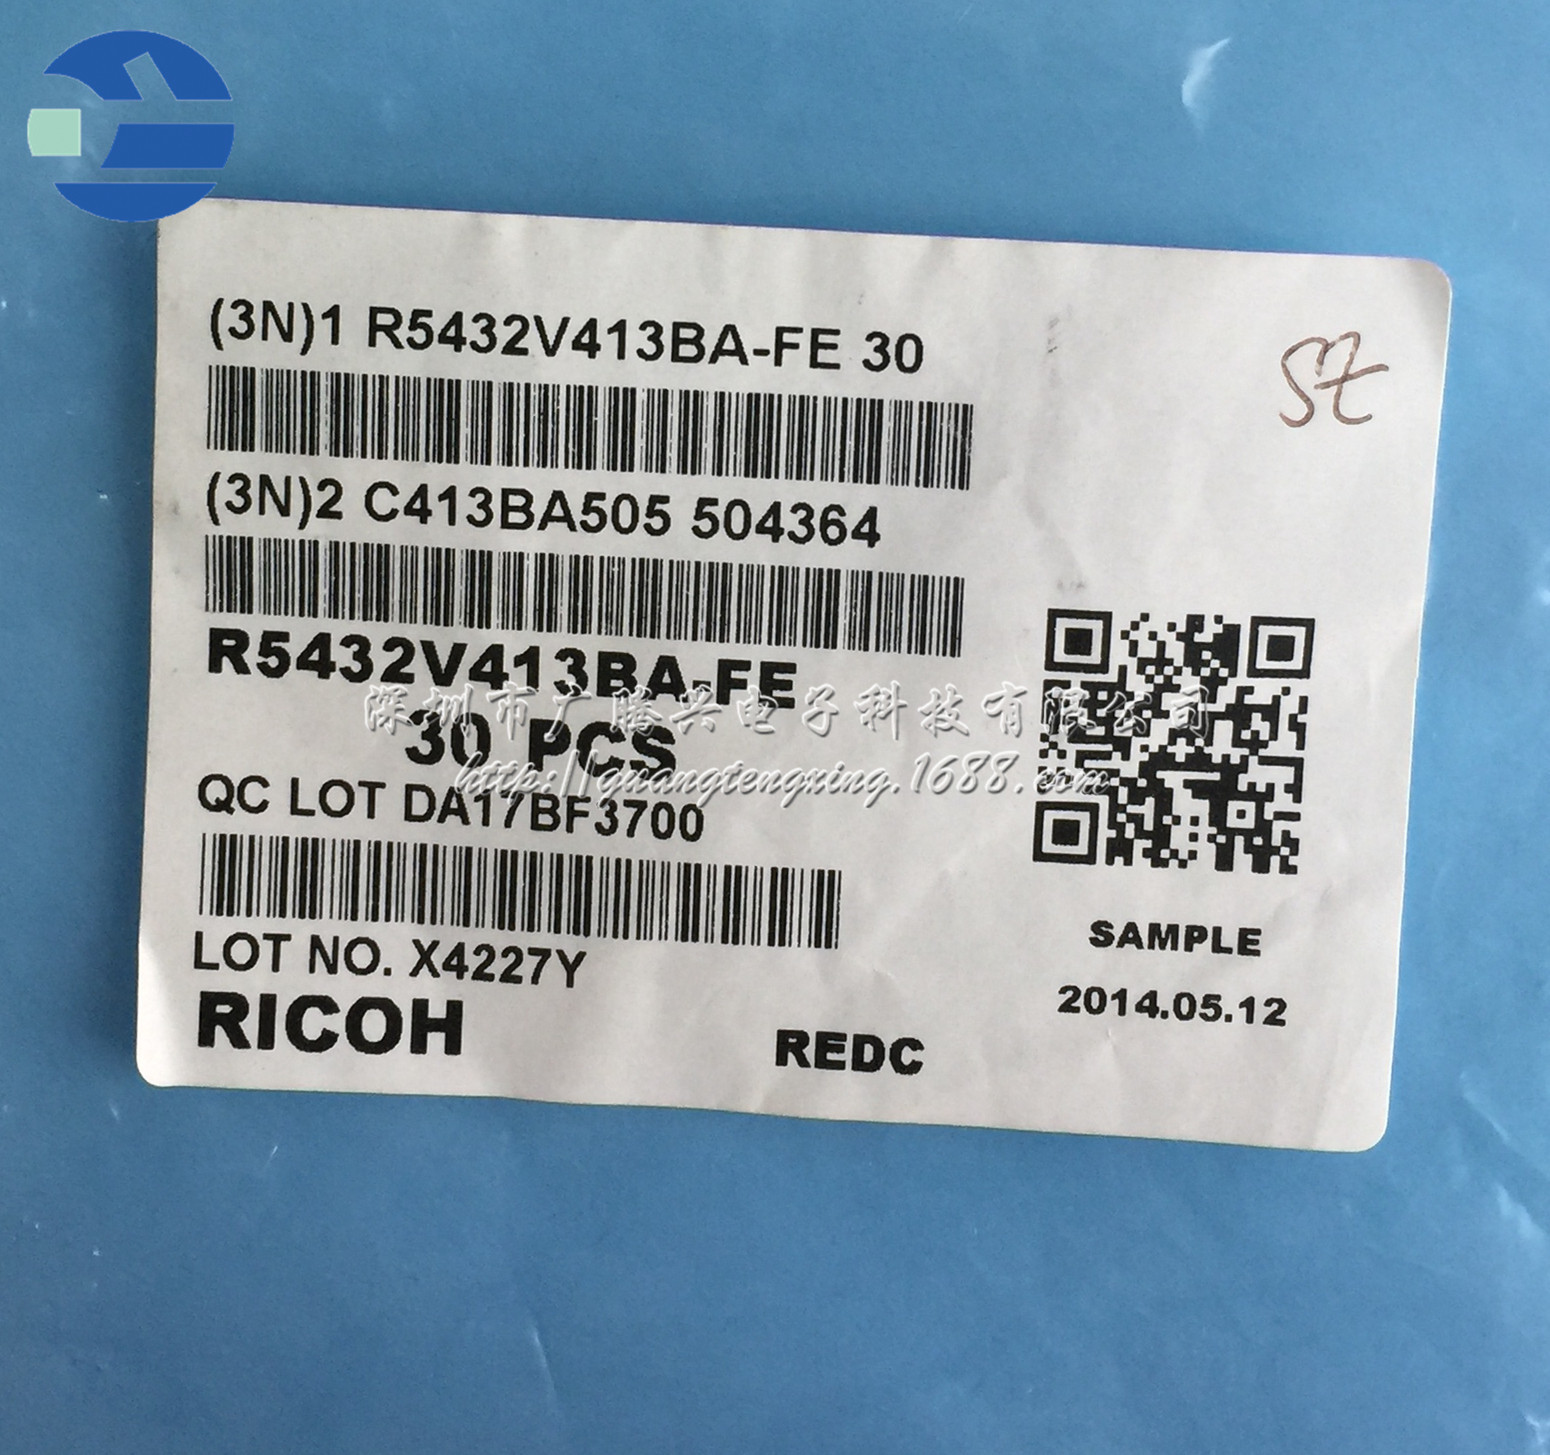 (3N)1 R5432V413BA-FE 30
(3N)2 C413BA505 504364
R5432V413BA-FE
深圳市广腾兴电子科技有限公司
30 PCS
http://guangtengxing.1688.com
QC LOT DA17BF3700
LOT NO. X4227Y
RICOH
REDC
SAMPLE
2014.05.12